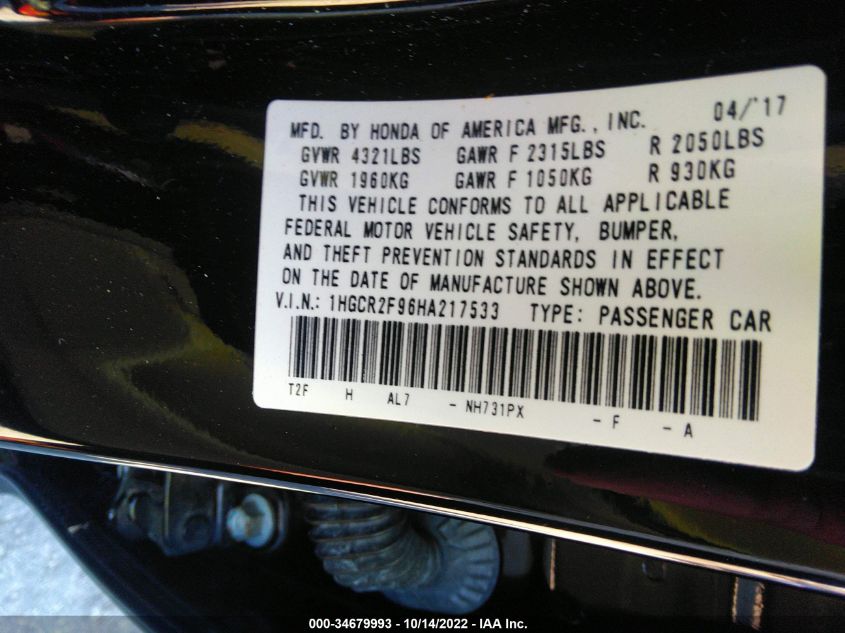 04/'17
MFD. BY HONDA OF AMERICA MFG., INC.
GVWR 4321LBS GAWR F 2315LBS R 2050LBS
GVWR 1960KG GAWR F 1050KG R 930KG
THIS VEHICLE CONFORMS TO ALL APPLICABLE
FEDERAL MOTOR VEHICLE SAFETY, BUMPER,
AND THEFT PREVENTION STANDARDS IN EFFECT
ON THE DATE OF MANUFACTURE SHOWN ABOVE.
V.I.N.: 1HGCR2F96HA217533 TYPE: PASSENGER CAR
T2F H AL7 - NH731PX - F - A
000-34679993 - 10/14/2022 - IAA Inc.